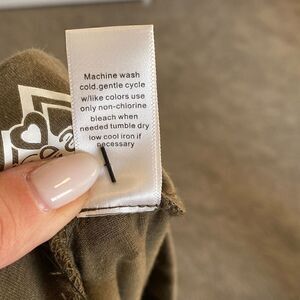 Machine wash
cold.gentle cycle
w/like colors use
only non-chlorine
bleach when
needed tumble dry
low cool iron if
necessary